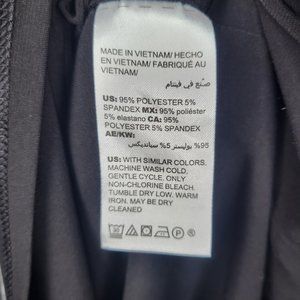 MADE IN VIETNAM/ HECHO
EN VIETNAM/ FABRIQUÉ AU
VIETNAM/
صنع في فيتنام
US: 95% POLYESTER 5%
SPANDEX MX: 95% poliéster
5% elastano CA: 95%
POLYESTER 5% SPANDEX
AE/KW:
95% بوليستر 5% سبانديكس
US: WITH SIMILAR COLORS.
MACHINE WASH COLD,
GENTLE CYCLE. ONLY
NON-CHLORINE BLEACH.
TUMBLE DRY LOW. WARM
IRON. MAY BE DRY
CLEANED